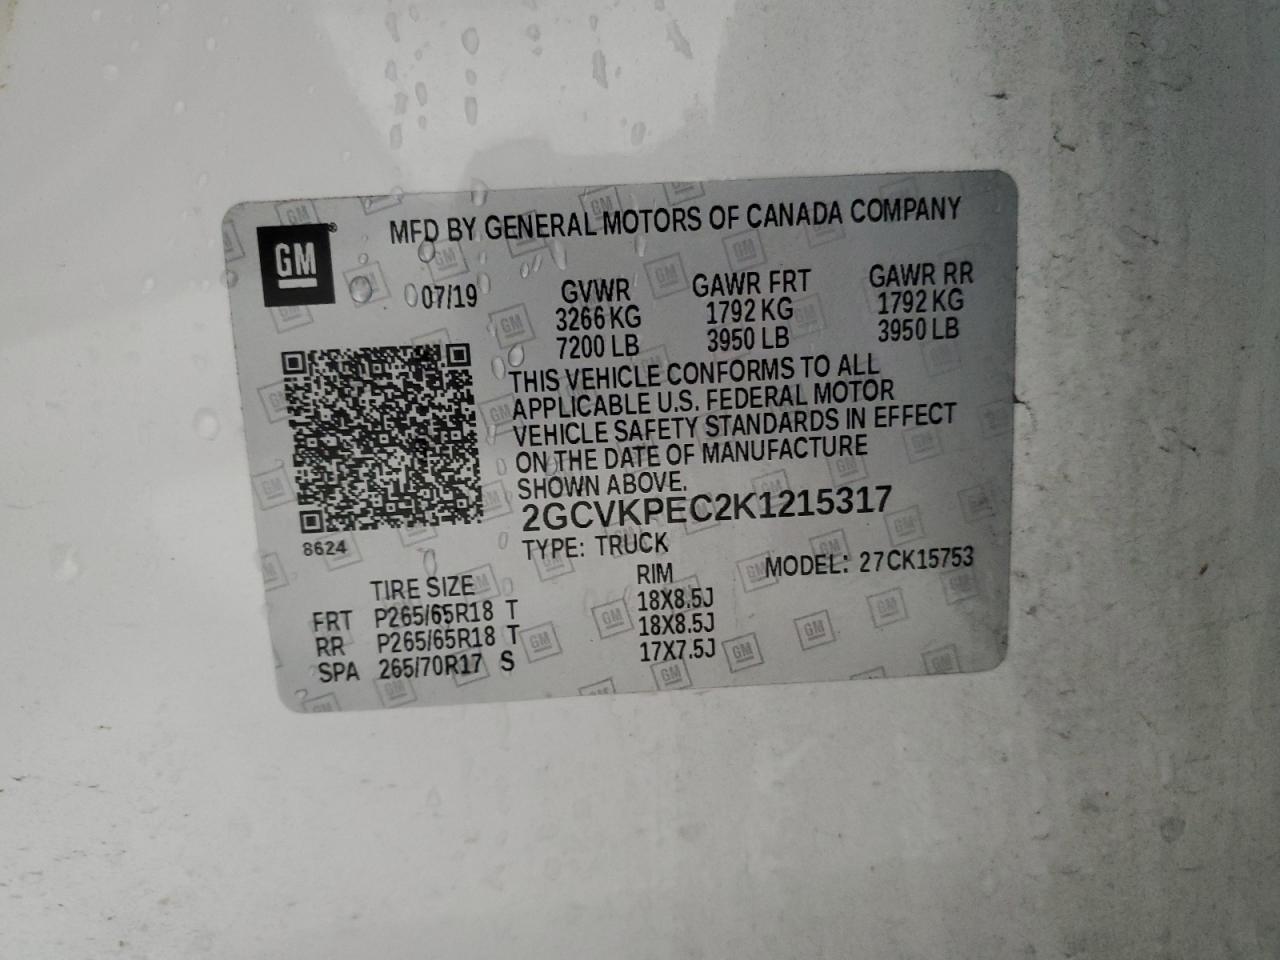 GM
MFD BY GENERAL MOTORS OF CANADA COMPANY
07/19
GVWR GAWR FRT GAWR RR
3266 KG 1792 KG 1792 KG
7200 LB 3950 LB 3950 LB
THIS VEHICLE CONFORMS TO ALL
APPLICABLE U.S. FEDERAL MOTOR
VEHICLE SAFETY STANDARDS IN EFFECT
ON THE DATE OF MANUFACTURE
SHOWN ABOVE.
2GCVKPEC2K1215317
8624
TYPE: TRUCK MODEL: 27CK15753
TIRE SIZE RIM
FRT P265/65R18 T 18X8.5J
RR P265/65R18 T 18X8.5J
SPA 265/70R17 S 17X7.5J